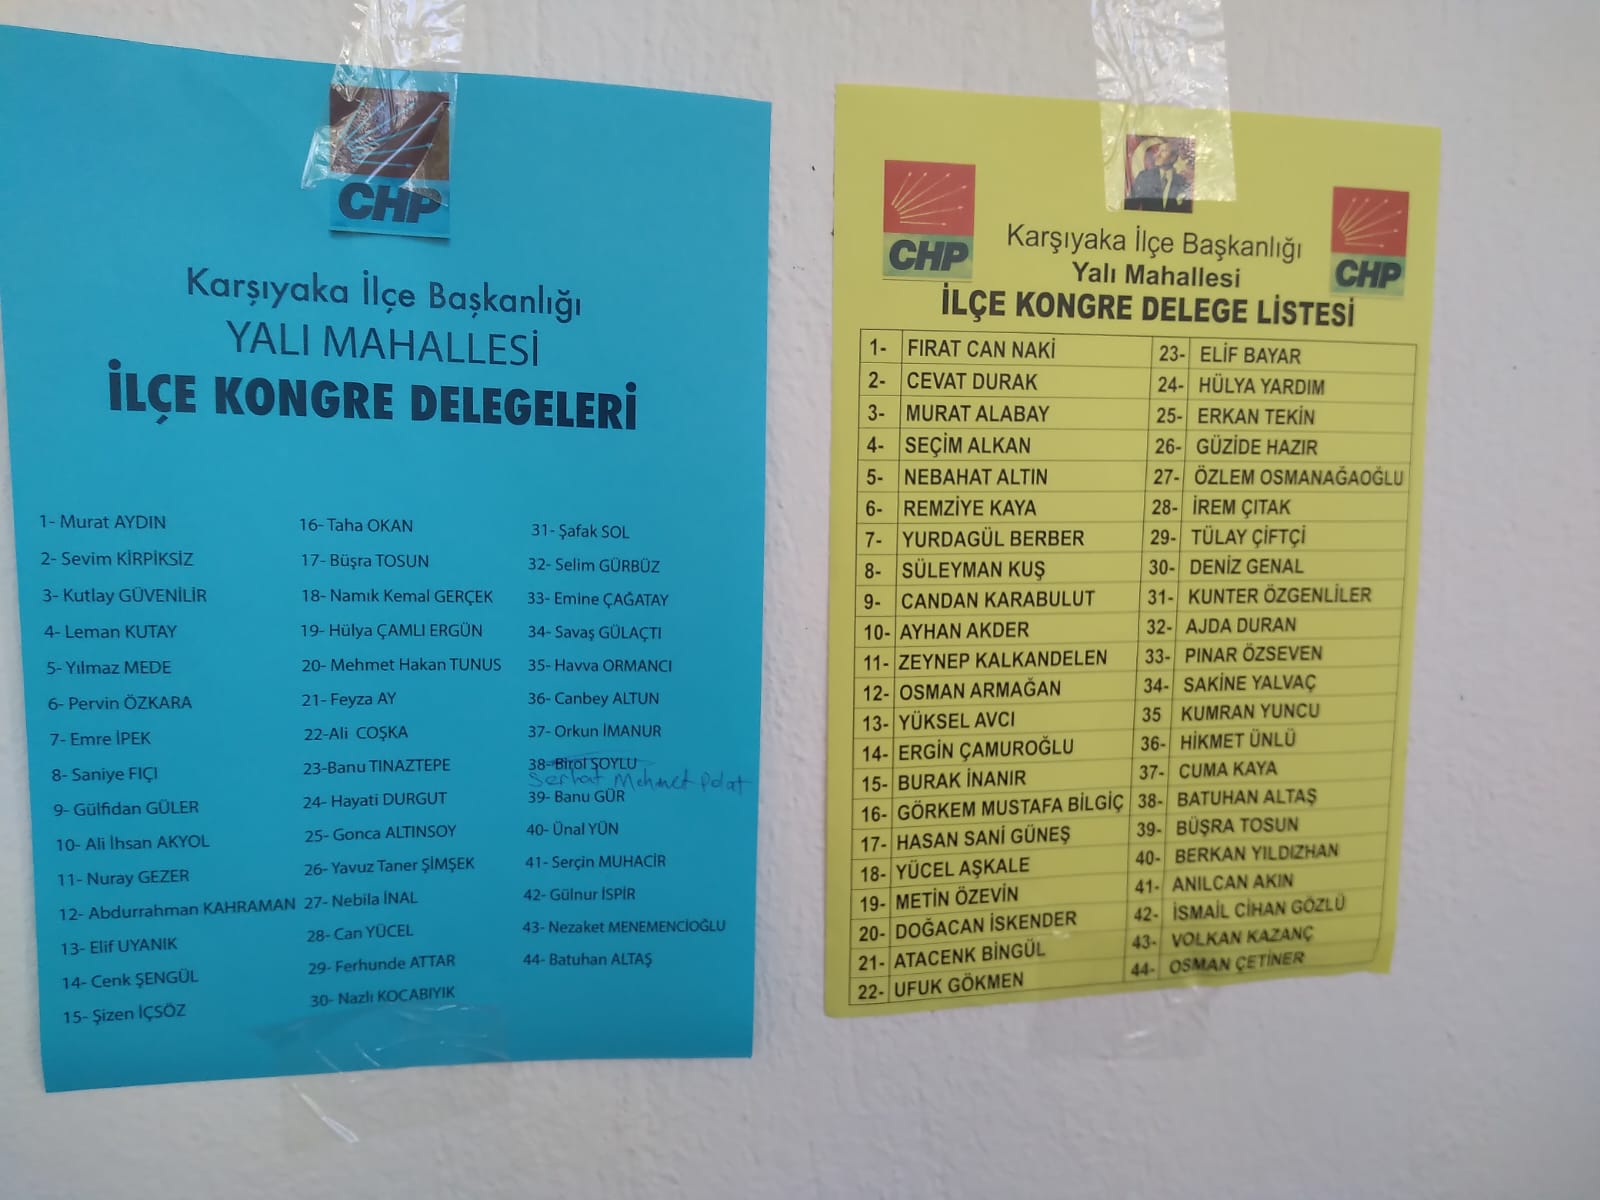 CHP
Karşıyaka İlçe Başkanlığı
YALI MAHALLESİ
İLÇE KONGRE DELEGELERİ
1- Murat AYDIN
2- Sevim KİRPİKSİZ
3- Kutlay GÜVENİLİR
4- Leman KUTAY
5- Yılmaz MEDE
6- Pervin ÖZKARA
7- Emre İPEK
8- Saniye FIÇI
9- Gülfidan GÜLER
10- Ali İhsan AKYOL
11- Nuray GEZER
12- Abdurrahman KAHRAMAN
13- Elif UYANIK
14- Cenk ŞENGÜL
15- Şizen İÇSÖZ
16- Taha OKAN
17- Büşra TOSUN
18- Namık Kemal GERÇEK
19- Hülya ÇAMLI ERGÜN
20- Mehmet Hakan TUNUS
21- Feyza AY
22-Ali COŞKA
23-Banu TINAZTEPE
24- Hayati DURGUT
25- Gonca ALTINSOY
26- Yavuz Taner ŞİMŞEK
27- Nebila İNAL
28- Can YÜCEL
29- Ferhunde ATTAR
30- Nazlı KOCABIYIK
31- Şafak SOL
32- Selim GÜRBÜZ
33- Emine ÇAĞATAY
34- Savaş GÜLAÇTI
35- Havva ORMANCI
36- Canbey ALTUN
37- Orkun İMANUR
38- Birol SOYLU
Serhat Mehmet Polat
39- Banu GÜR
40- Ünal YÜN
41- Serçin MUHACİR
42- Gülnur İSPİR
43- Nezaket MENEMENCİOĞLU
44- Batuhan ALTAŞ
CHP
CHP
Karşıyaka İlçe Başkanlığı
Yalı Mahallesi
İLÇE KONGRE DELEGE LİSTESİ
1- FIRAT CAN NAKİ
2- CEVAT DURAK
3- MURAT ALABAY
4- SEÇİM ALKAN
5- NEBAHAT ALTIN
6- REMZİYE KAYA
7- YURDAGÜL BERBER
8- SÜLEYMAN KUŞ
9- CANDAN KARABULUT
10- AYHAN AKDER
11- ZEYNEP KALKANDELEN
12- OSMAN ARMAĞAN
13- YÜKSEL AVCI
14- ERGİN ÇAMUROĞLU
15- BURAK İNANIR
16- GÖRKEM MUSTAFA BİLGİÇ
17- HASAN SANİ GÜNEŞ
18- YÜCEL AŞKALE
19- METİN ÖZEVİN
20- DOĞACAN İSKENDER
21- ATACENK BİNGÜL
22- UFUK GÖKMEN
23- ELİF BAYAR
24- HÜLYA YARDIM
25- ERKAN TEKİN
26- GÜZİDE HAZIR
27- ÖZLEM OSMANAĞAOĞLU
28- İREM ÇITAK
29- TÜLAY ÇİFTÇİ
30- DENİZ GENAL
31- KUNTER ÖZGENLİLER
32- AJDA DURAN
33- PINAR ÖZSEVEN
34- SAKİNE YALVAÇ
35 KUMRAN YUNCU
36- HİKMET ÜNLÜ
37- CUMA KAYA
38- BATUHAN ALTAŞ
39- BÜŞRA TOSUN
40- BERKAN YILDIZHAN
41- ANILCAN AKIN
42- İSMAİL CİHAN GÖZLÜ
43- VOLKAN KAZANÇ
44- OSMAN ÇETİNER